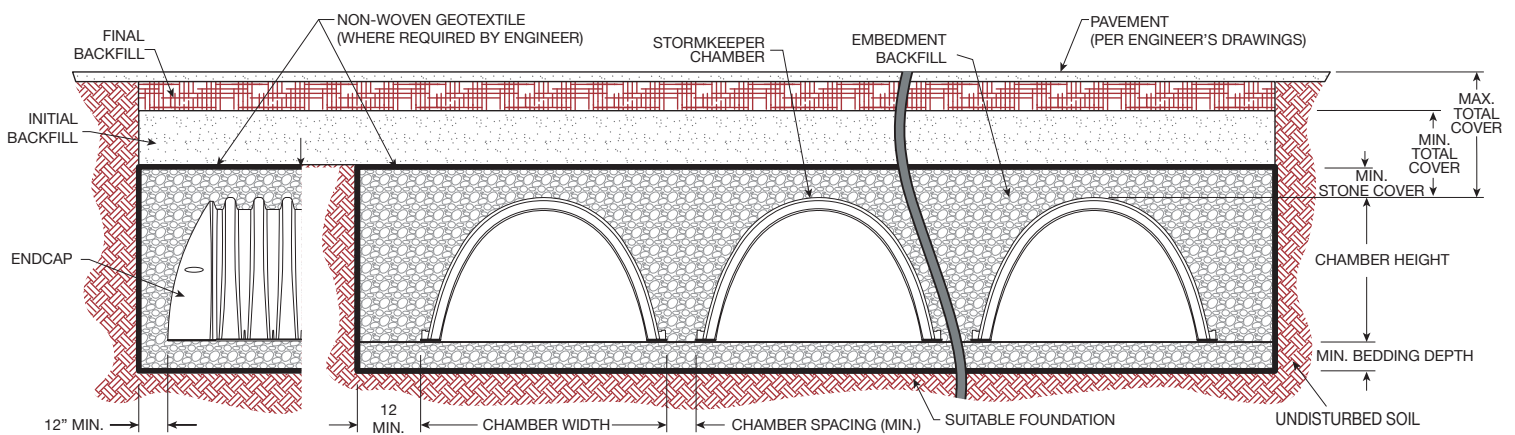 FINAL
BACKFILL
NON-WOVEN GEOTEXTILE
(WHERE REQUIRED BY ENGINEER)
STORMKEEPER
CHAMBER
EMBEDMENT
BACKFILL
PAVEMENT
(PER ENGINEER'S DRAWINGS)
INITIAL
BACKFILL
MAX.
TOTAL
COVER
MIN.
TOTAL
COVER
MIN.
STONE COVER
ENDCAP
CHAMBER HEIGHT
MIN. BEDDING DEPTH
12" MIN.
12
MIN.
CHAMBER WIDTH
CHAMBER SPACING (MIN.)
SUITABLE FOUNDATION
UNDISTURBED SOIL